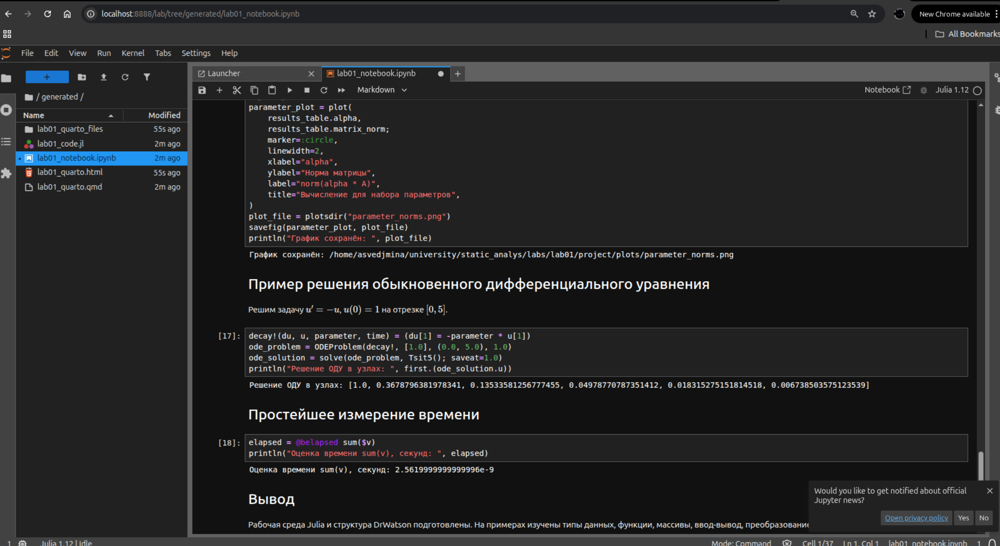 localhost:8888/lab/tree/generated/lab01_notebook.ipynb
New Chrome available
All Bookmarks
File Edit View Run Kernel Tabs Settings Help
Launcher
lab01_notebook.ipynb
+
/ generated /
Markdown
Notebook
Julia 1.12
Name Modified
lab01_quarto_files 55s ago
lab01_code.jl 2m ago
lab01_notebook.ipynb 2m ago
lab01_quarto.html 55s ago
lab01_quarto.qmd 2m ago
parameter_plot = plot(
results_table.alpha,
results_table.matrix_norm;
marker=:circle,
linewidth=2,
xlabel="alpha",
ylabel="Норма матрицы",
label="norm(alpha * A)",
title="Вычисление для набора параметров",
)
plot_file = plotsdir("parameter_norms.png")
savefig(parameter_plot, plot_file)
println("График сохранён: ", plot_file)
График сохранён: /home/asvedjmina/university/static_analys/labs/lab01/project/plots/parameter_norms.png
Пример решения обыкновенного дифференциального уравнения
Решим задачу u′ = −u, u(0) = 1 на отрезке [0, 5].
[17]: decay!(du, u, parameter, time) = (du[1] = -parameter * u[1])
ode_problem = ODEProblem(decay!, [1.0], (0.0, 5.0), 1.0)
ode_solution = solve(ode_problem, Tsit5(); saveat=1.0)
println("Решение ОДУ в узлах: ", first.(ode_solution.u))
Решение ОДУ в узлах: [1.0, 0.3678796381978341, 0.13533581256777455, 0.04978770787351412, 0.018315275151814518, 0.006738503575123539]
Простейшее измерение времени
[18]: elapsed = @belapsed sum($v)
println("Оценка времени sum(v), секунд: ", elapsed)
Оценка времени sum(v), секунд: 2.5619999999999996e-9
Вывод
Рабочая среда Julia и структура DrWatson подготовлены. На примерах изучены типы данных, функции, массивы, ввод-вывод, преобразование
Would you like to get notified about official
Jupyter news?
Open privacy policy Yes No
1 Julia 1.12 | Idle Mode: Command Cell 1/37 Ln 1, Col 1 lab01_notebook.ipynb 1